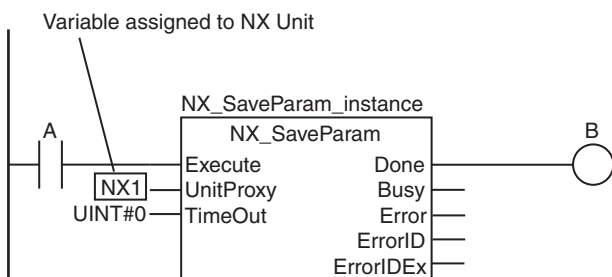 Variable assigned to NX Unit
NX_SaveParam_instance
A
NX_SaveParam
B
Execute
Done
NX1
UnitProxy
Busy
UINT#0
TimeOut
Error
ErrorID
ErrorIDEx